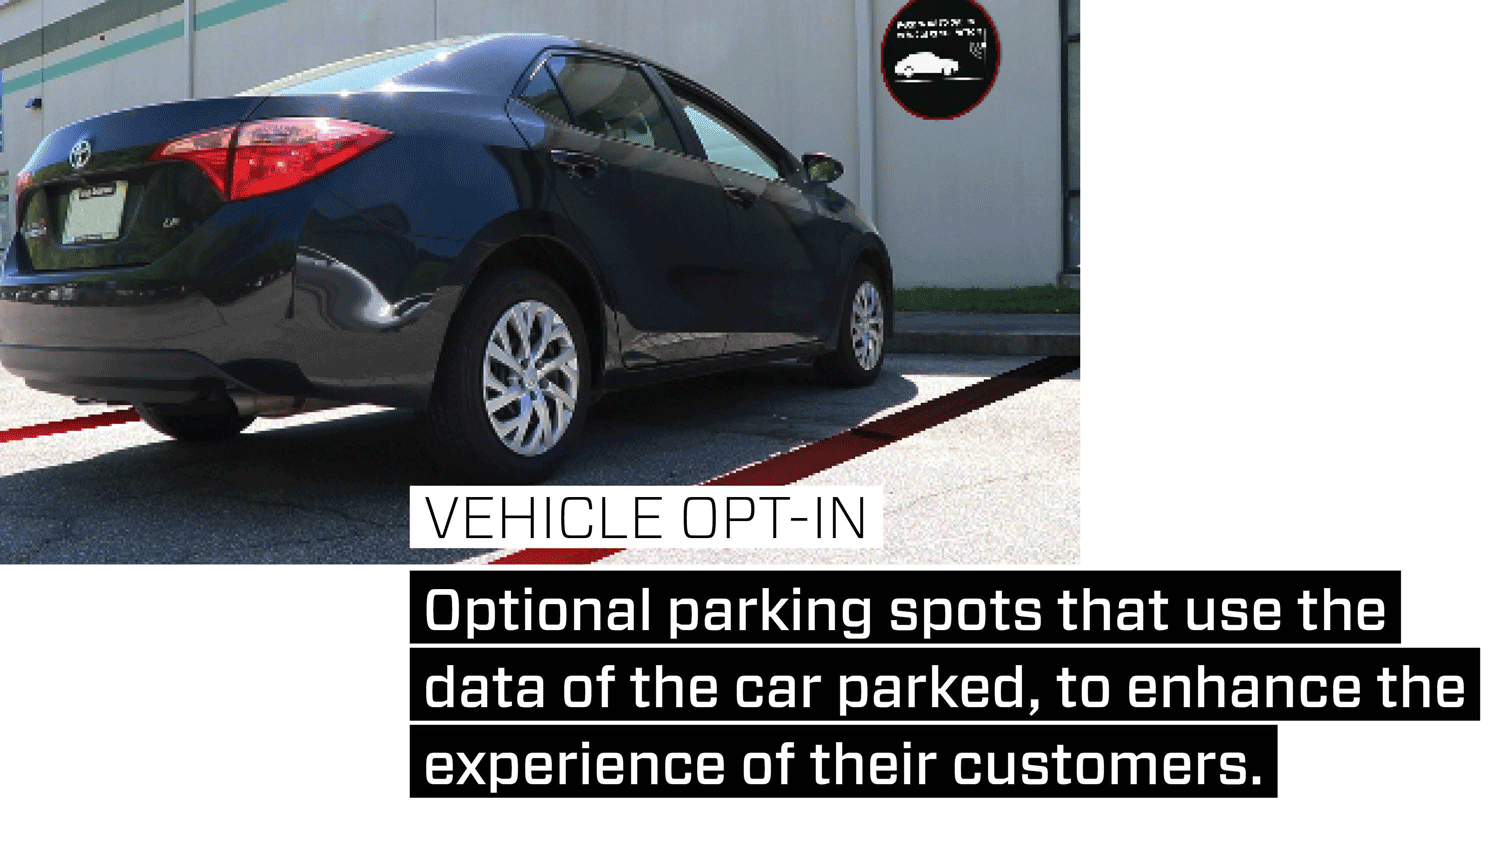 LE
VEHICLE OPT-IN
Optional parking spots that use the
data of the car parked, to enhance the
experience of their customers.